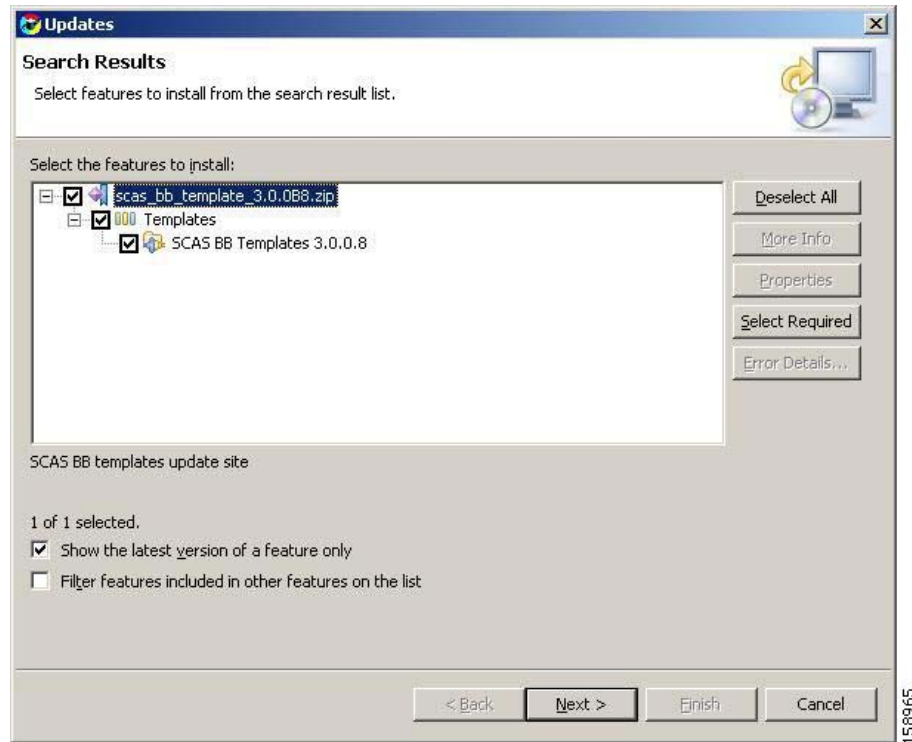 Updates
Search Results
Select features to install from the search result list.
Select the features to install:
scas_bb_template_3.0.0B8.zip
Templates
SCAS BB Templates 3.0.0.8
Deselect All
More Info
Properties
Select Required
Error Details...
SCAS BB templates update site
1 of 1 selected.
Show the latest version of a feature only
Filter features included in other features on the list
< Back
Next >
Finish
Cancel
158965